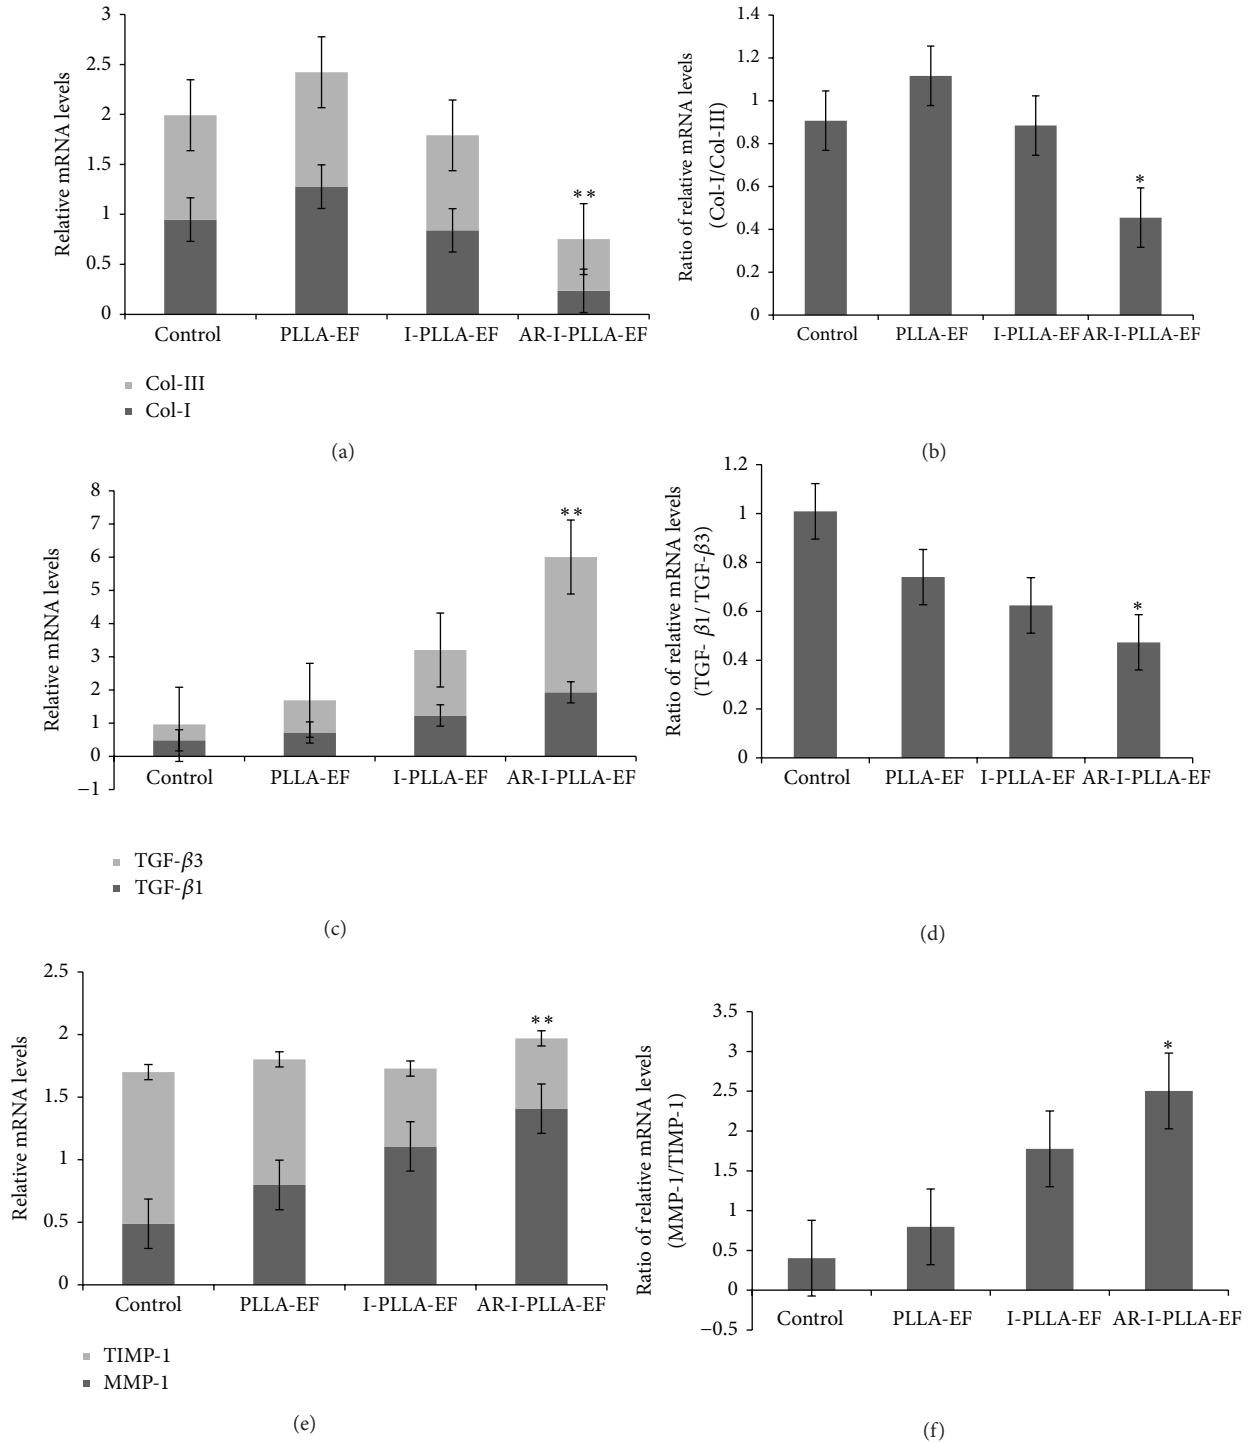 3
2.5
2
1.5
1
0.5
0
Relative mRNA levels
**
Control
PLLA-EF
I-PLLA-EF
AR-I-PLLA-EF
Col-III
Col-I
(a)
1.4
1.2
1
0.8
0.6
0.4
0.2
0
Ratio of relative mRNA levels
(Col-I/Col-III)
*
Control
PLLA-EF
I-PLLA-EF
AR-I-PLLA-EF
(b)
8
7
6
5
4
3
2
1
0
−1
Relative mRNA levels
**
Control
PLLA-EF
I-PLLA-EF
AR-I-PLLA-EF
TGF-β3
TGF-β1
(c)
1.2
1
0.8
0.6
0.4
0.2
0
Ratio of relative mRNA levels
(TGF- β1/ TGF-β3)
*
Control
PLLA-EF
I-PLLA-EF
AR-I-PLLA-EF
(d)
2.5
2
1.5
1
0.5
0
Relative mRNA levels
**
Control
PLLA-EF
I-PLLA-EF
AR-I-PLLA-EF
TIMP-1
MMP-1
(e)
3.5
3
2.5
2
1.5
1
0.5
0
−0.5
Ratio of relative mRNA levels
(MMP-1/TIMP-1)
*
Control
PLLA-EF
I-PLLA-EF
AR-I-PLLA-EF
(f)